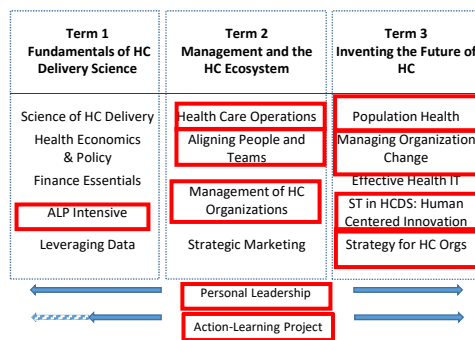 Term 1
Fundamentals of HC
Delivery Science
Science of HC Delivery
Health Economics
& Policy
Finance Essentials
ALP Intensive
Leveraging Data
Term 2
Management and the
HC Ecosystem
Health Care Operations
Aligning People and
Teams
Management of HC
Organizations
Strategic Marketing
Term 3
Inventing the Future of
HC
Population Health
Managing Organization
Change
Effective Health IT
ST in HCDS: Human
Centered Innovation
Strategy for HC Orgs
Personal Leadership
Action-Learning Project